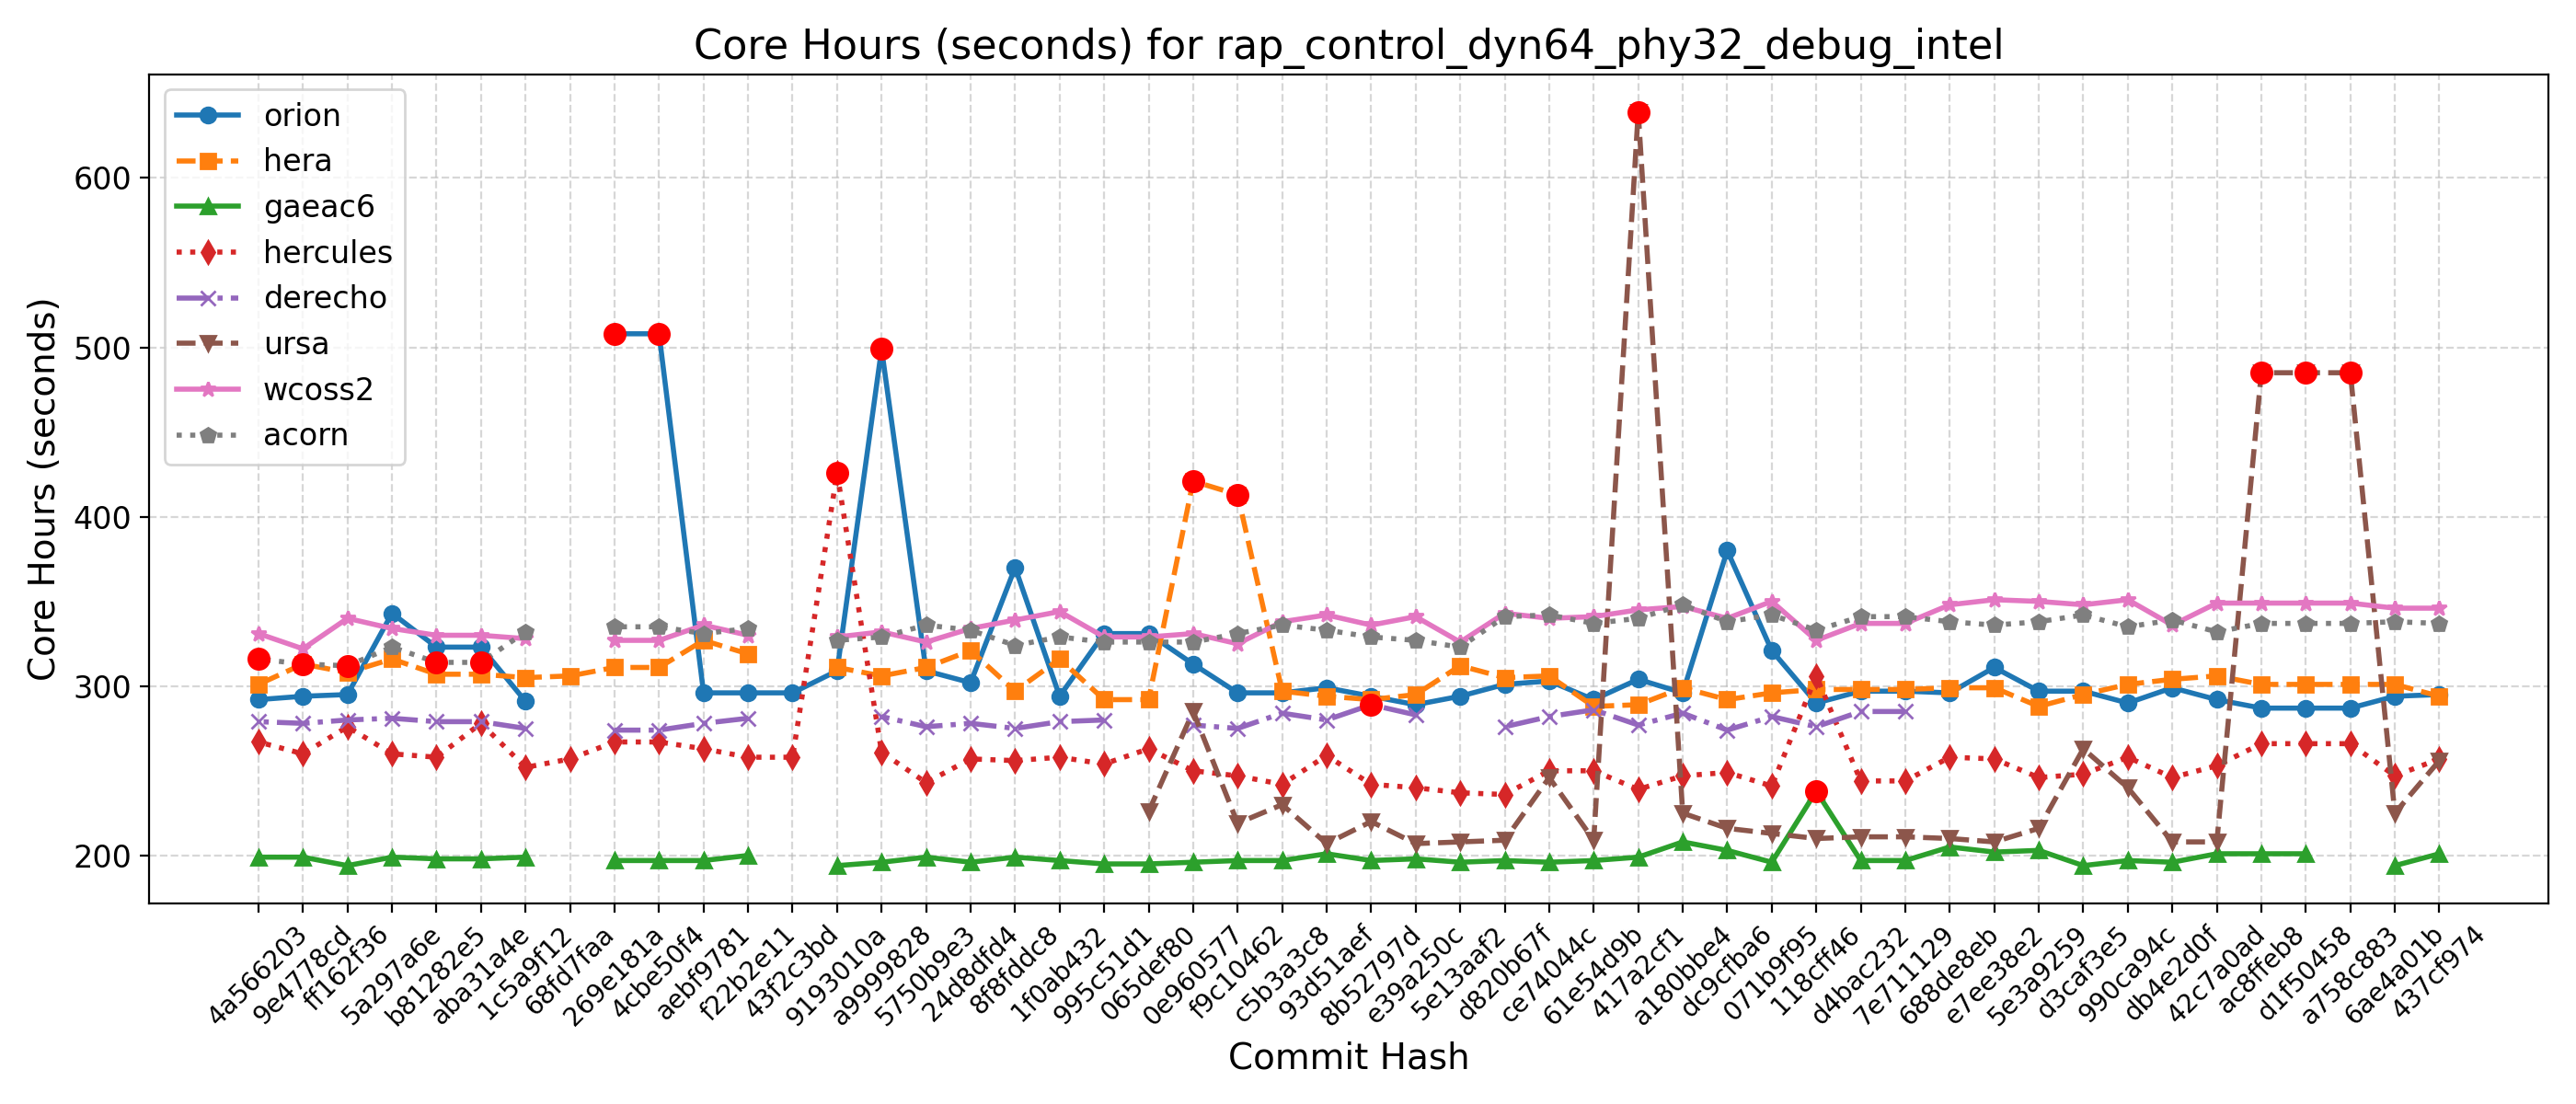 Core Hours (seconds) for rap_control_dyn64_phy32_debug_intel
orion
hera
gaeac6
hercules
derecho
ursa
wcoss2
acorn
Core Hours (seconds)
600
500
400
300
200
4a566203
9e4778cd
ff162f36
5a297a6e
b81282e5
aba31a4e
1c5a9f12
68fd7faa
269e181a
4cbe50f4
aebf9781
f22b2e11
43f2c3bd
9193010a
a9999828
5750b9e3
24d8dfd4
8f8fddc8
1f0ab432
995c51d1
065def80
0e960577
f9c10462
c5b3a3c8
93d51aef
8b52797d
e39a250c
5e13aaf2
d820b67f
ce74044c
61e54d9b
417a2cf1
a180bbe4
dc9cfba6
071b9f95
118cff46
d4bac232
7e711129
688de8eb
e7ee38e2
5e3a9259
d3caf3e5
990ca94c
db4e2d0f
42c7a0ad
ac8ffeb8
d1f50458
a758c883
6ae4a01b
437cf974
Commit Hash